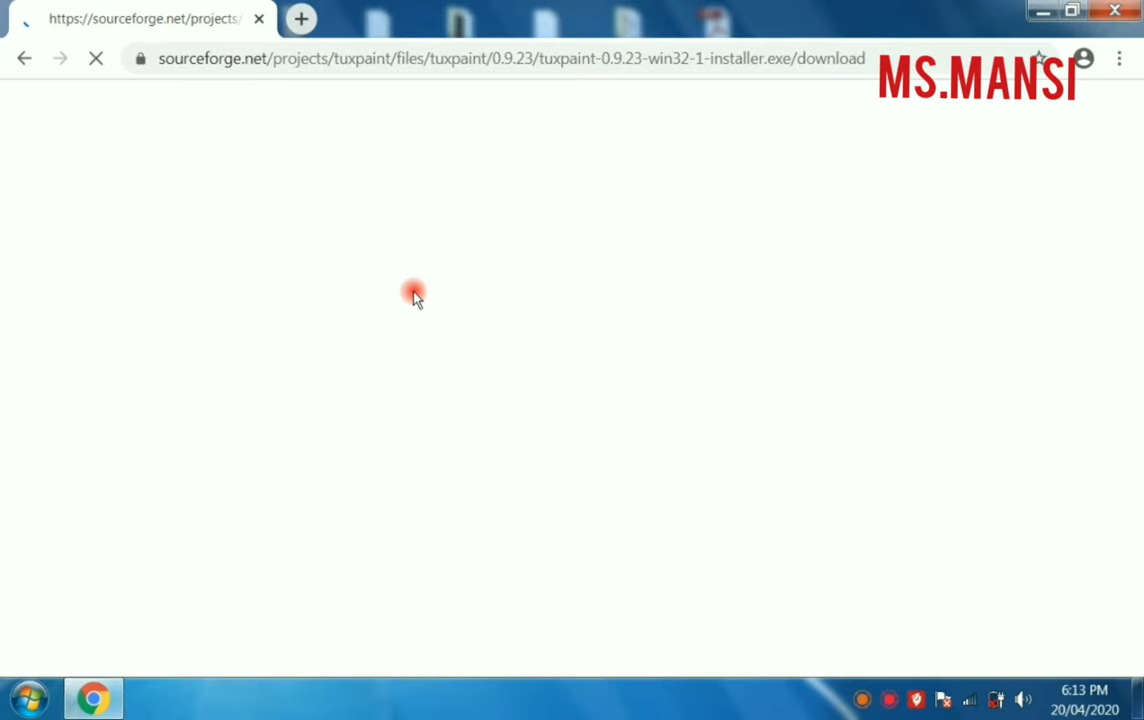 https://sourceforge.net/projects/
sourceforge.net/projects/tuxpaint/files/tuxpaint/0.9.23/tuxpaint-0.9.23-win32-1-installer.exe/download
MS.MANSI
6:13 PM
20/04/2020